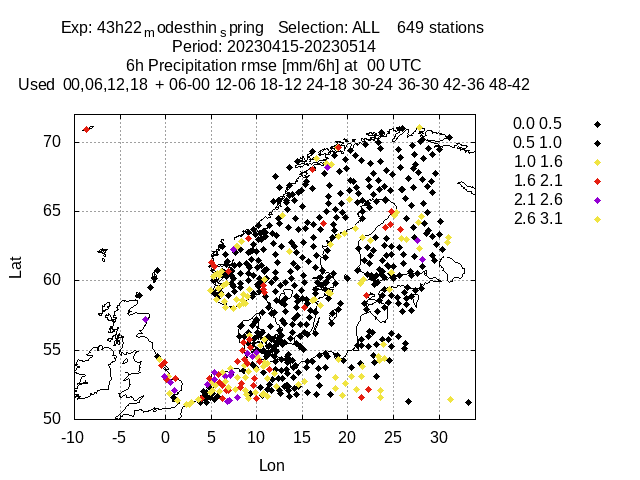 Exp: 43h22modesthinspring Selection: ALL 649 stations
Period: 20230415-20230514
6h Precipitation rmse [mm/6h] at 00 UTC
Used 00,06,12,18 + 06-00 12-06 18-12 24-18 30-24 36-30 42-36 48-42
0.0 0.5
0.5 1.0
1.0 1.6
1.6 2.1
2.1 2.6
2.6 3.1
70
65
60
55
50
Lat
-10 -5 0 5 10 15 20 25 30
Lon